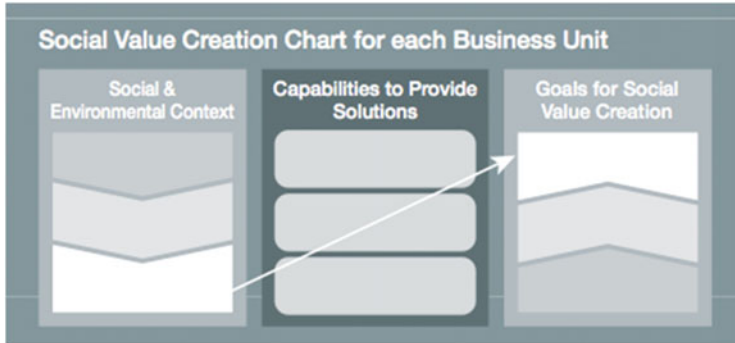 Social Value Creation Chart for each Business Unit
Social &
Environmental Context
Capabilities to Provide
Solutions
Goals for Social
Value Creation